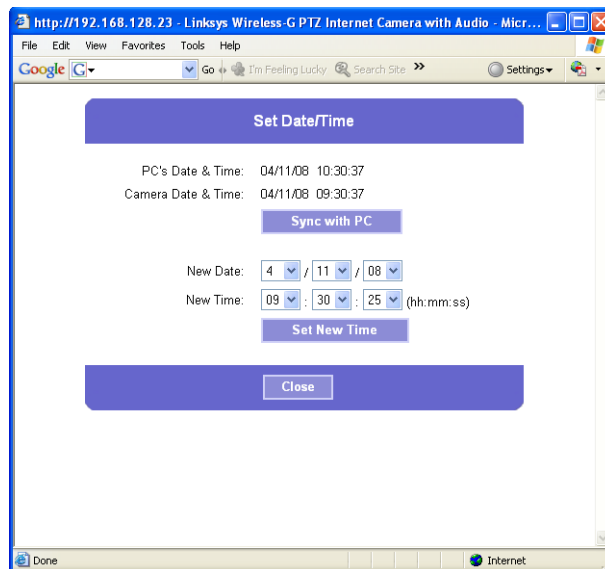 http://192.168.128.23 - Linksys Wireless-G PTZ Internet Camera with Audio - Micr...
File Edit View Favorites Tools Help
Google G Go I'm Feeling Lucky Search Site » Settings
Set Date/Time
PC's Date & Time: 04/11/08 10:30:37
Camera Date & Time: 04/11/08 09:30:37
Sync with PC
New Date: 4 / 11 / 08
New Time: 09 : 30 : 25 (hh:mm:ss)
Set New Time
Close
Done Internet